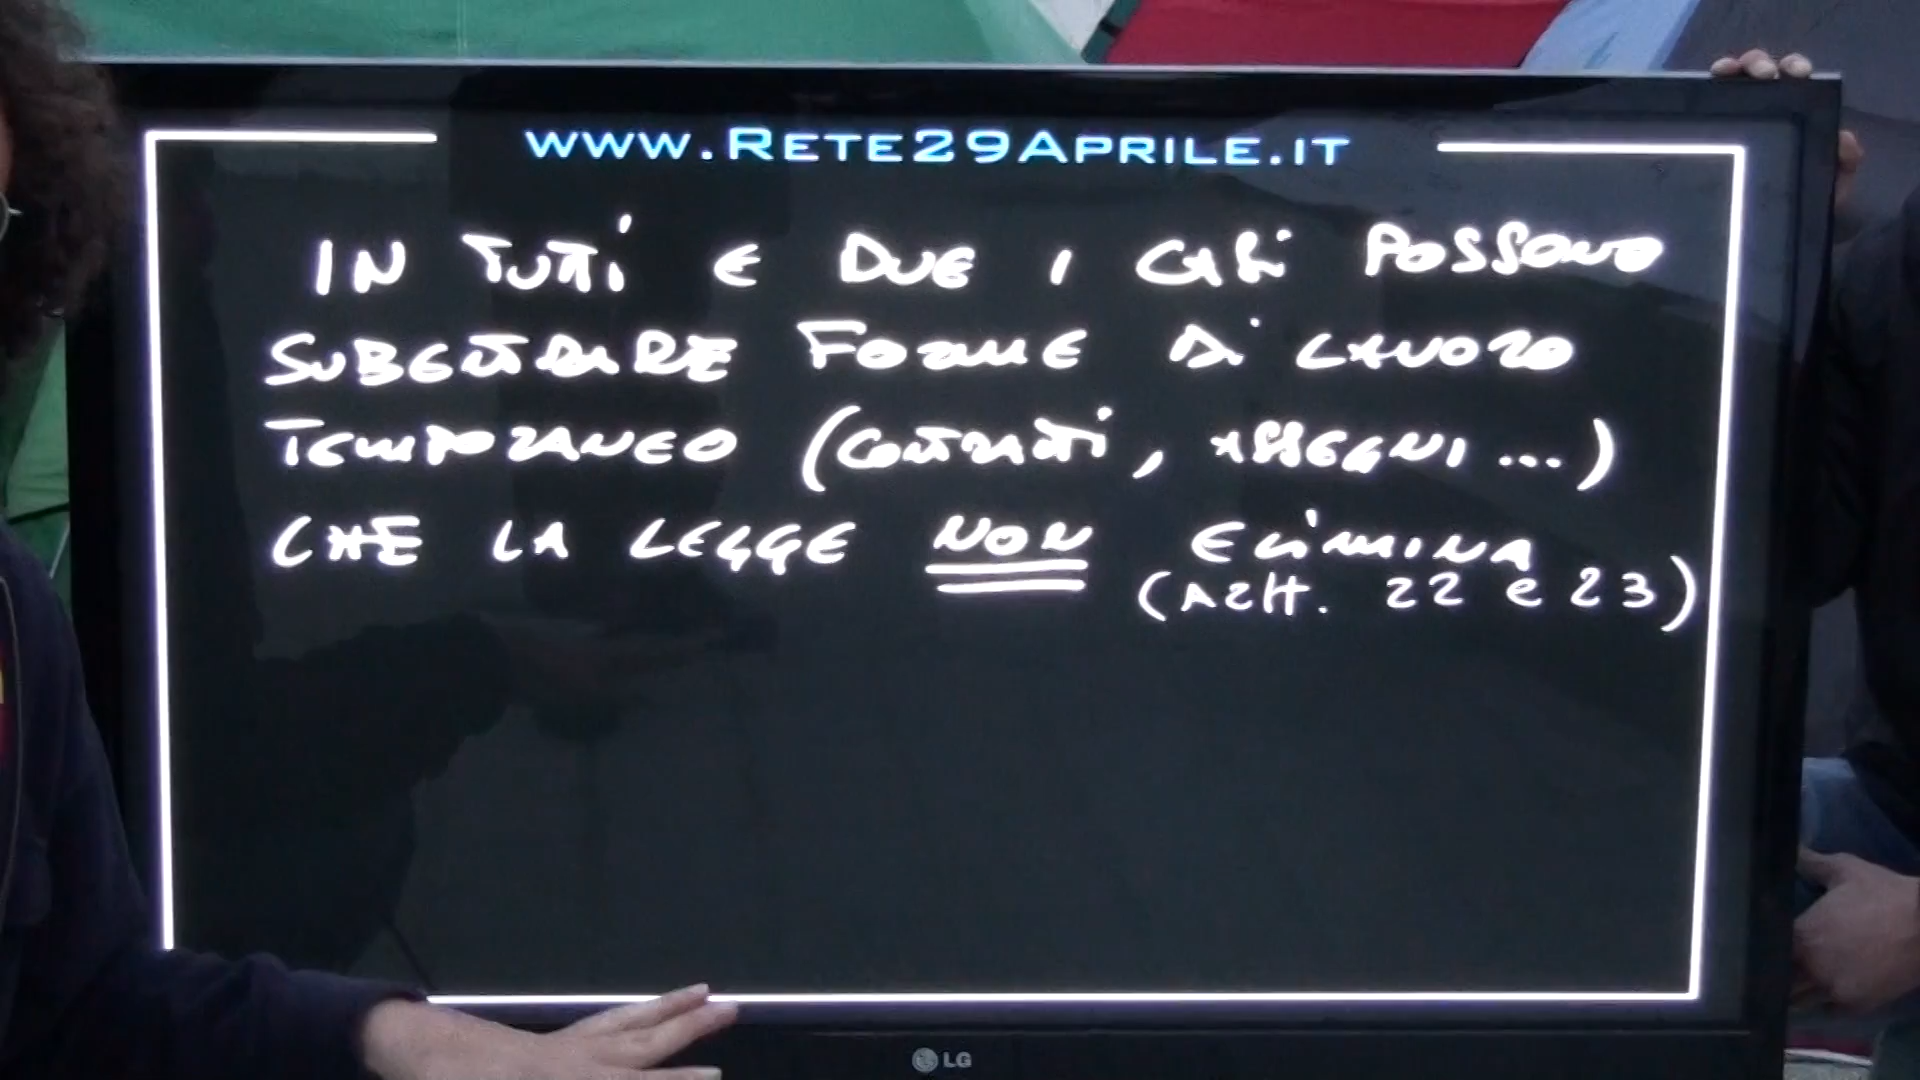 www.Rete29Aprile.it
IN TUTTI E DUE I CASI POSSONO
SUBENTRARE FORME DI LAVORO
TEMPORANEO (CONTRATTI, ASSEGNI ...)
CHE LA LEGGE NON ELIMINA
(ARTT. 22 e 23)
LG